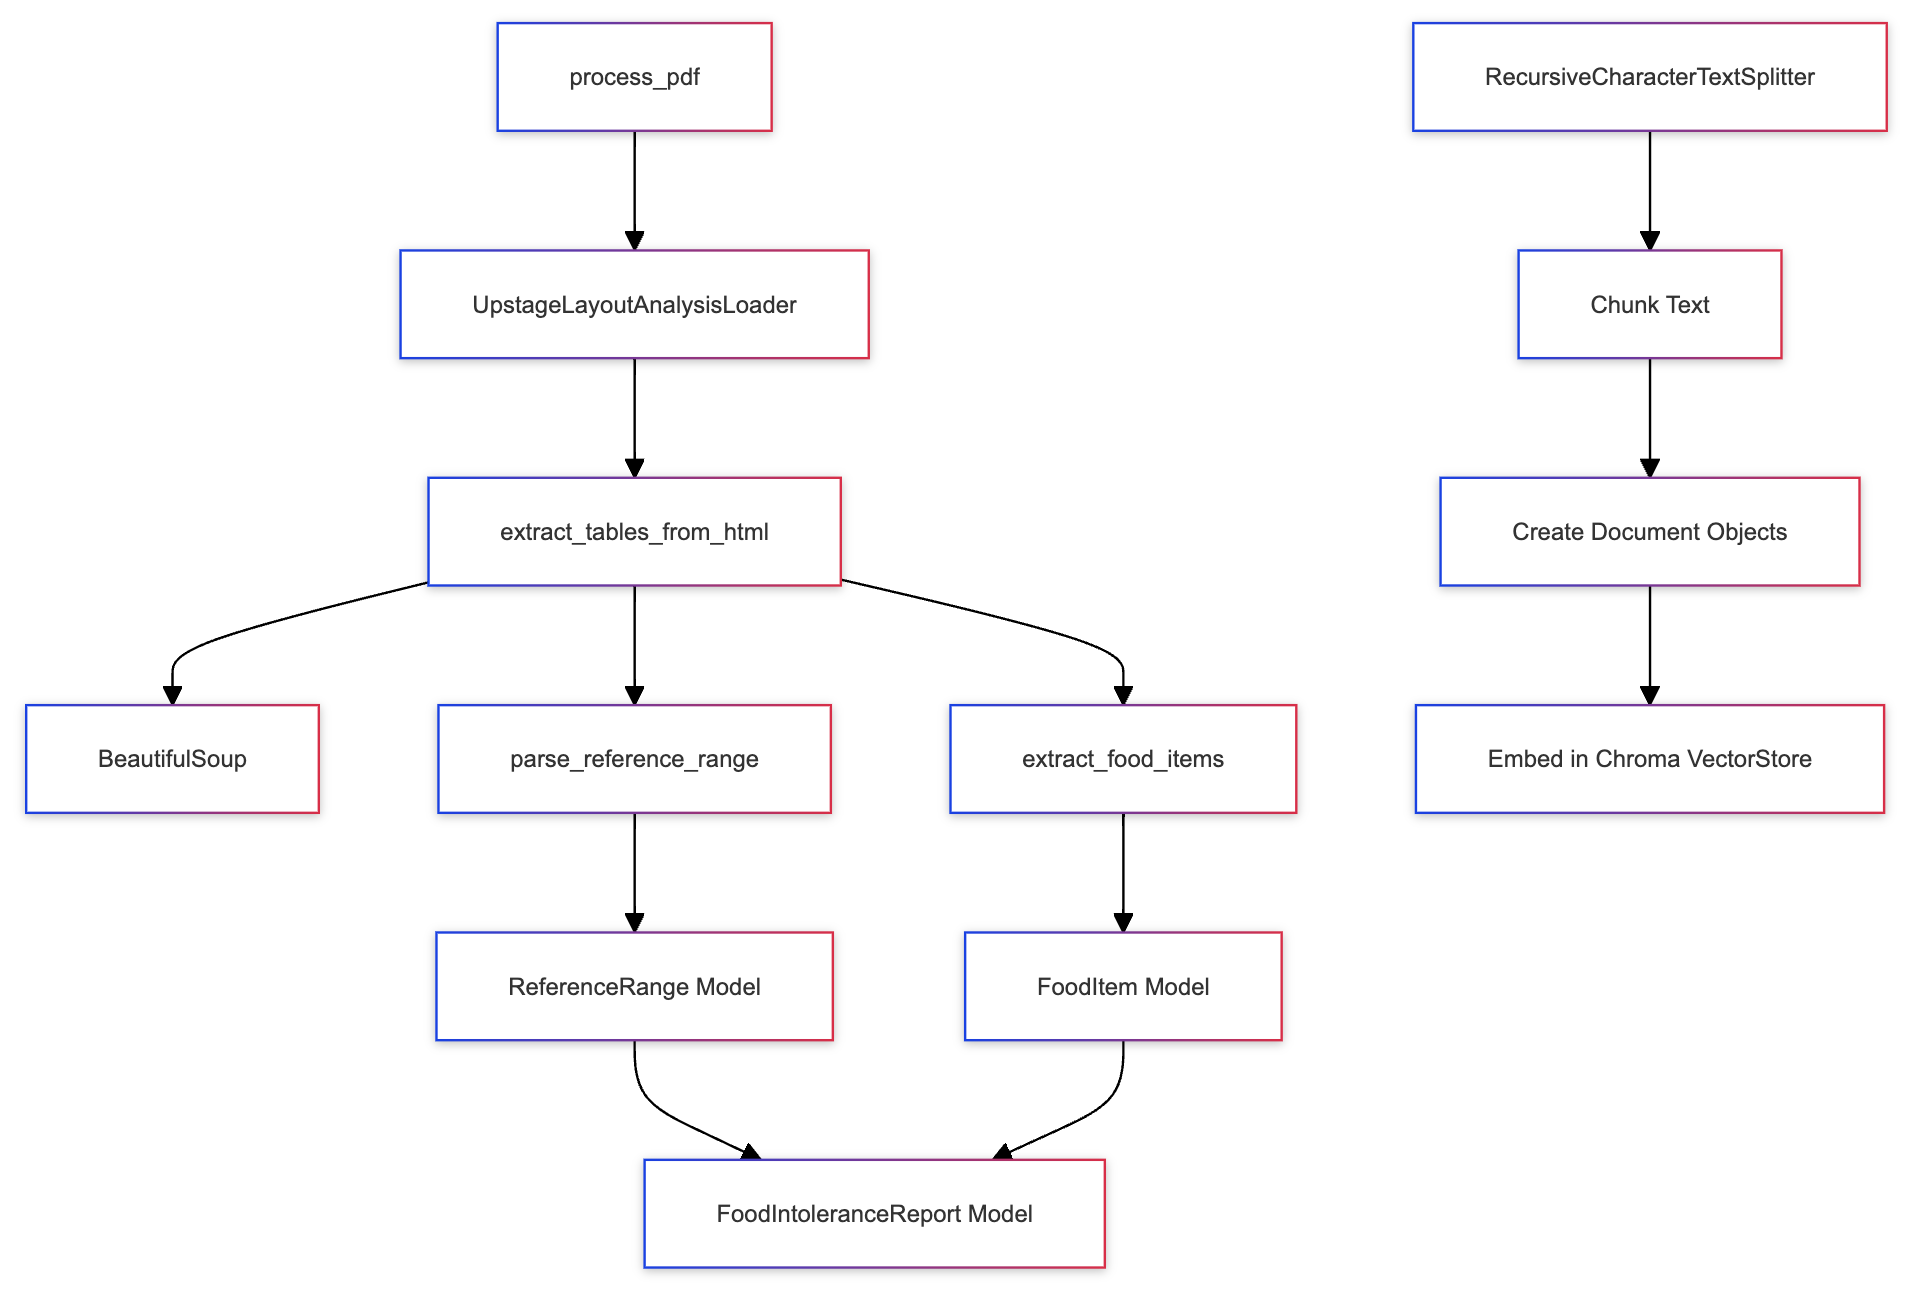 process_pdf
RecursiveCharacterTextSplitter
UpstageLayoutAnalysisLoader
Chunk Text
extract_tables_from_html
Create Document Objects
BeautifulSoup
parse_reference_range
extract_food_items
Embed in Chroma VectorStore
ReferenceRange Model
FoodItem Model
FoodIntoleranceReport Model